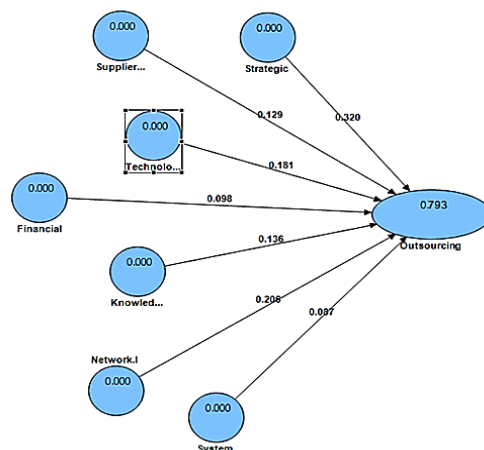 0.000
Supplier...
0.000
Strategic
0.129
0.320
0.000
Technolo...
0.181
0.000
Financial
0.098
0.793
Outsourcing
0.000
Knowled...
0.136
Network.I
0.206
0.087
0.000
0.000
System